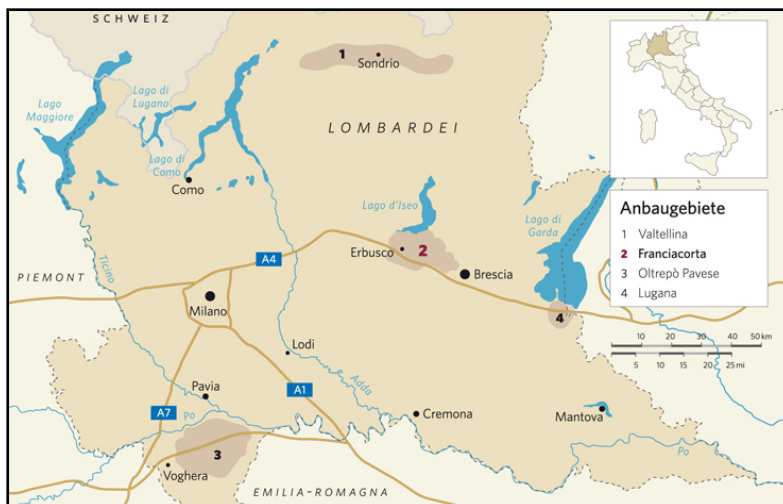 SCHWEIZ
Lago
Maggiore
Lago di
Lugano
Lago di
Como
Como
1
Sondrio
LOMBARDEI
Lago d'Iseo
Erbusco
2
Brescia
Lago di
Garda
4
A4
PIEMONT
Ticino
Milano
Lodi
Adda
Pavia
A1
A7
Po
Cremona
Mantova
Po
3
Voghera
EMILIA-ROMAGNA
Anbaugebiete
1 Valtellina
2 Franciacorta
3 Oltrepò Pavese
4 Lugana
10 20 30 40 50 km
5 10 15 20 25 mi